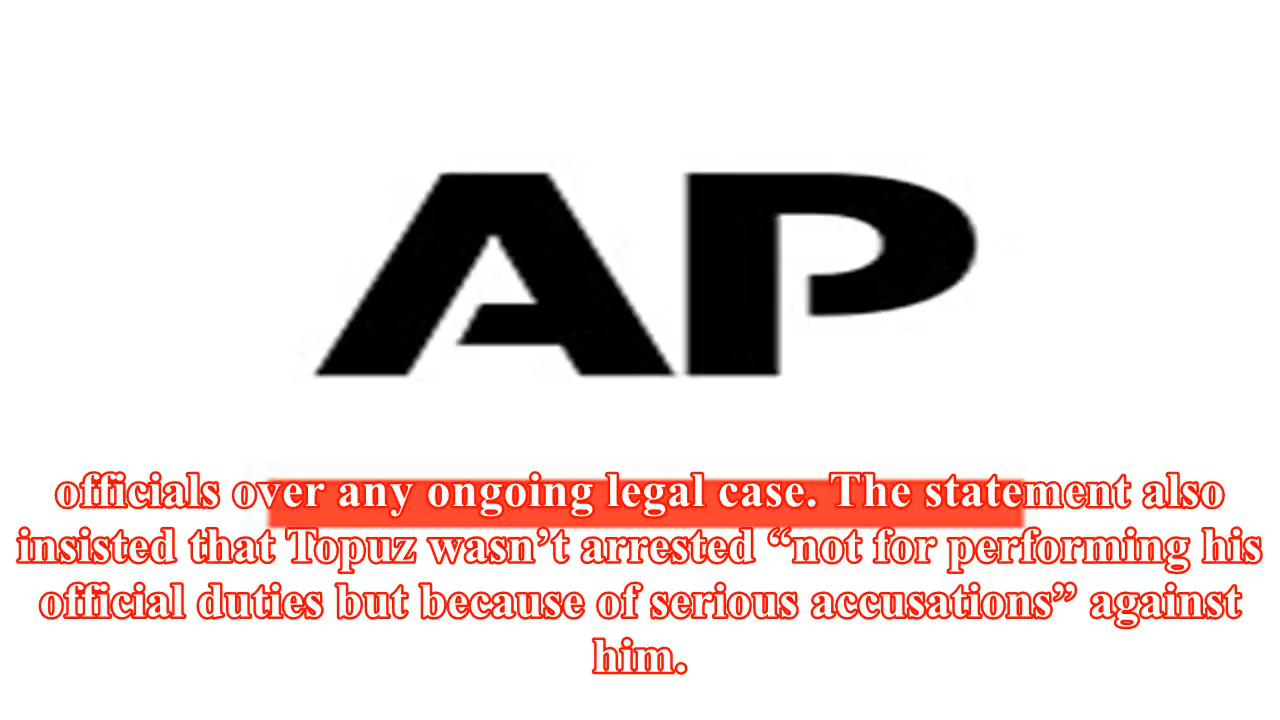 AP
officials over any ongoing legal case. The statement also
insisted that Topuz wasn’t arrested “not for performing his
official duties but because of serious accusations” against
him.